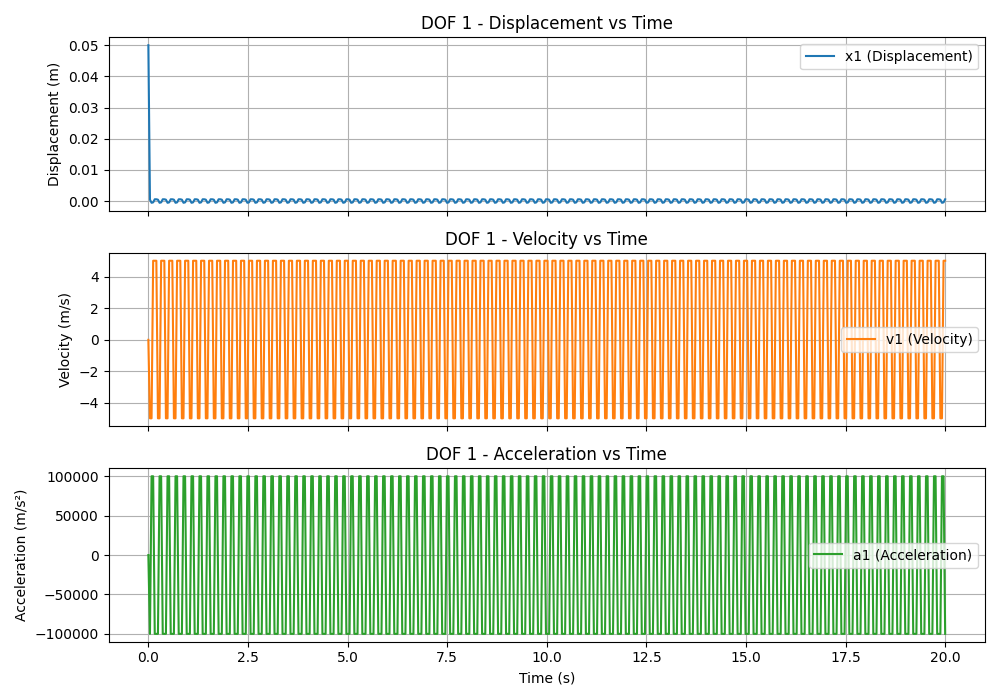 DOF 1 - Displacement vs Time
Displacement (m)
0.05
0.04
0.03
0.02
0.01
0.00
x1 (Displacement)
DOF 1 - Velocity vs Time
Velocity (m/s)
4
2
0
−2
−4
v1 (Velocity)
DOF 1 - Acceleration vs Time
Acceleration (m/s²)
100000
50000
0
−50000
−100000
a1 (Acceleration)
0.0 2.5 5.0 7.5 10.0 12.5 15.0 17.5 20.0
Time (s)